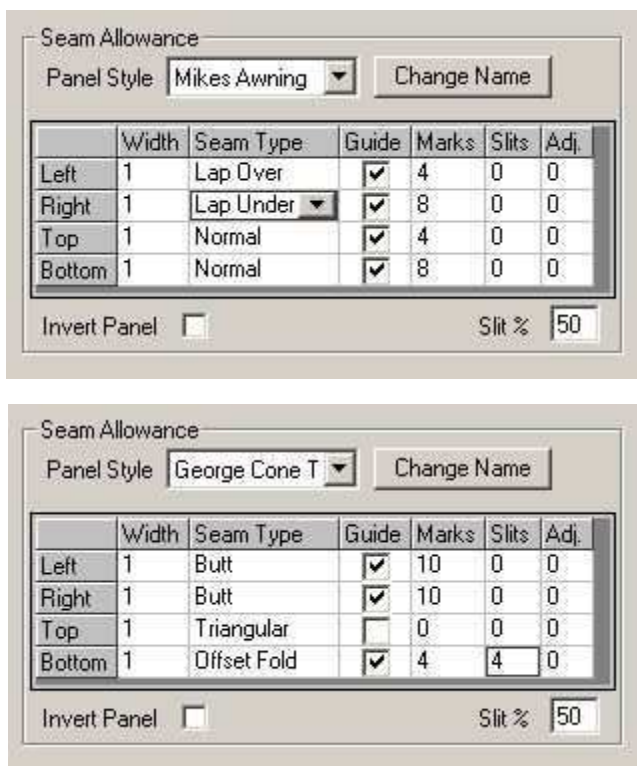 Seam Allowance
Panel Style Mikes Awning Change Name
Width Seam Type Guide Marks Slits Adj.
Left 1 Lap Over 4 0 0
Right 1 Lap Under 8 0 0
Top 1 Normal 4 0 0
Bottom 1 Normal 8 0 0
Invert Panel Slit % 50
Seam Allowance
Panel Style George Cone T Change Name
Width Seam Type Guide Marks Slits Adj.
Left 1 Butt 10 0 0
Right 1 Butt 10 0 0
Top 1 Triangular 0 0 0
Bottom 1 Offset Fold 4 4 0
Invert Panel Slit % 50